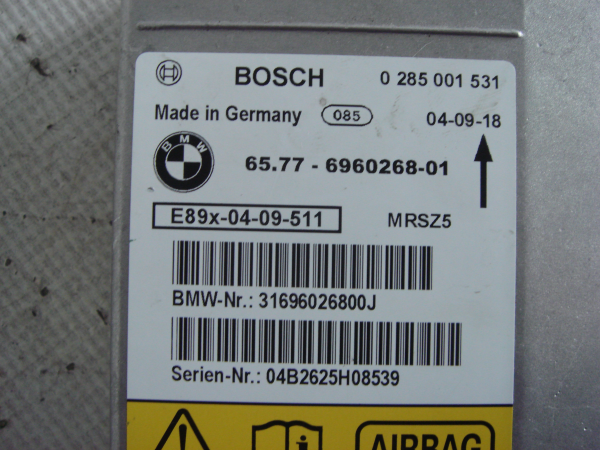 BOSCH 0 285 001 531
Made in Germany 085 04-09-18
BMW 65.77 - 6960268-01
E89x-04-09-511 MRSZ5
BMW-Nr.: 31696026800J
Serien-Nr.: 04B2625H08539
AIRBAG